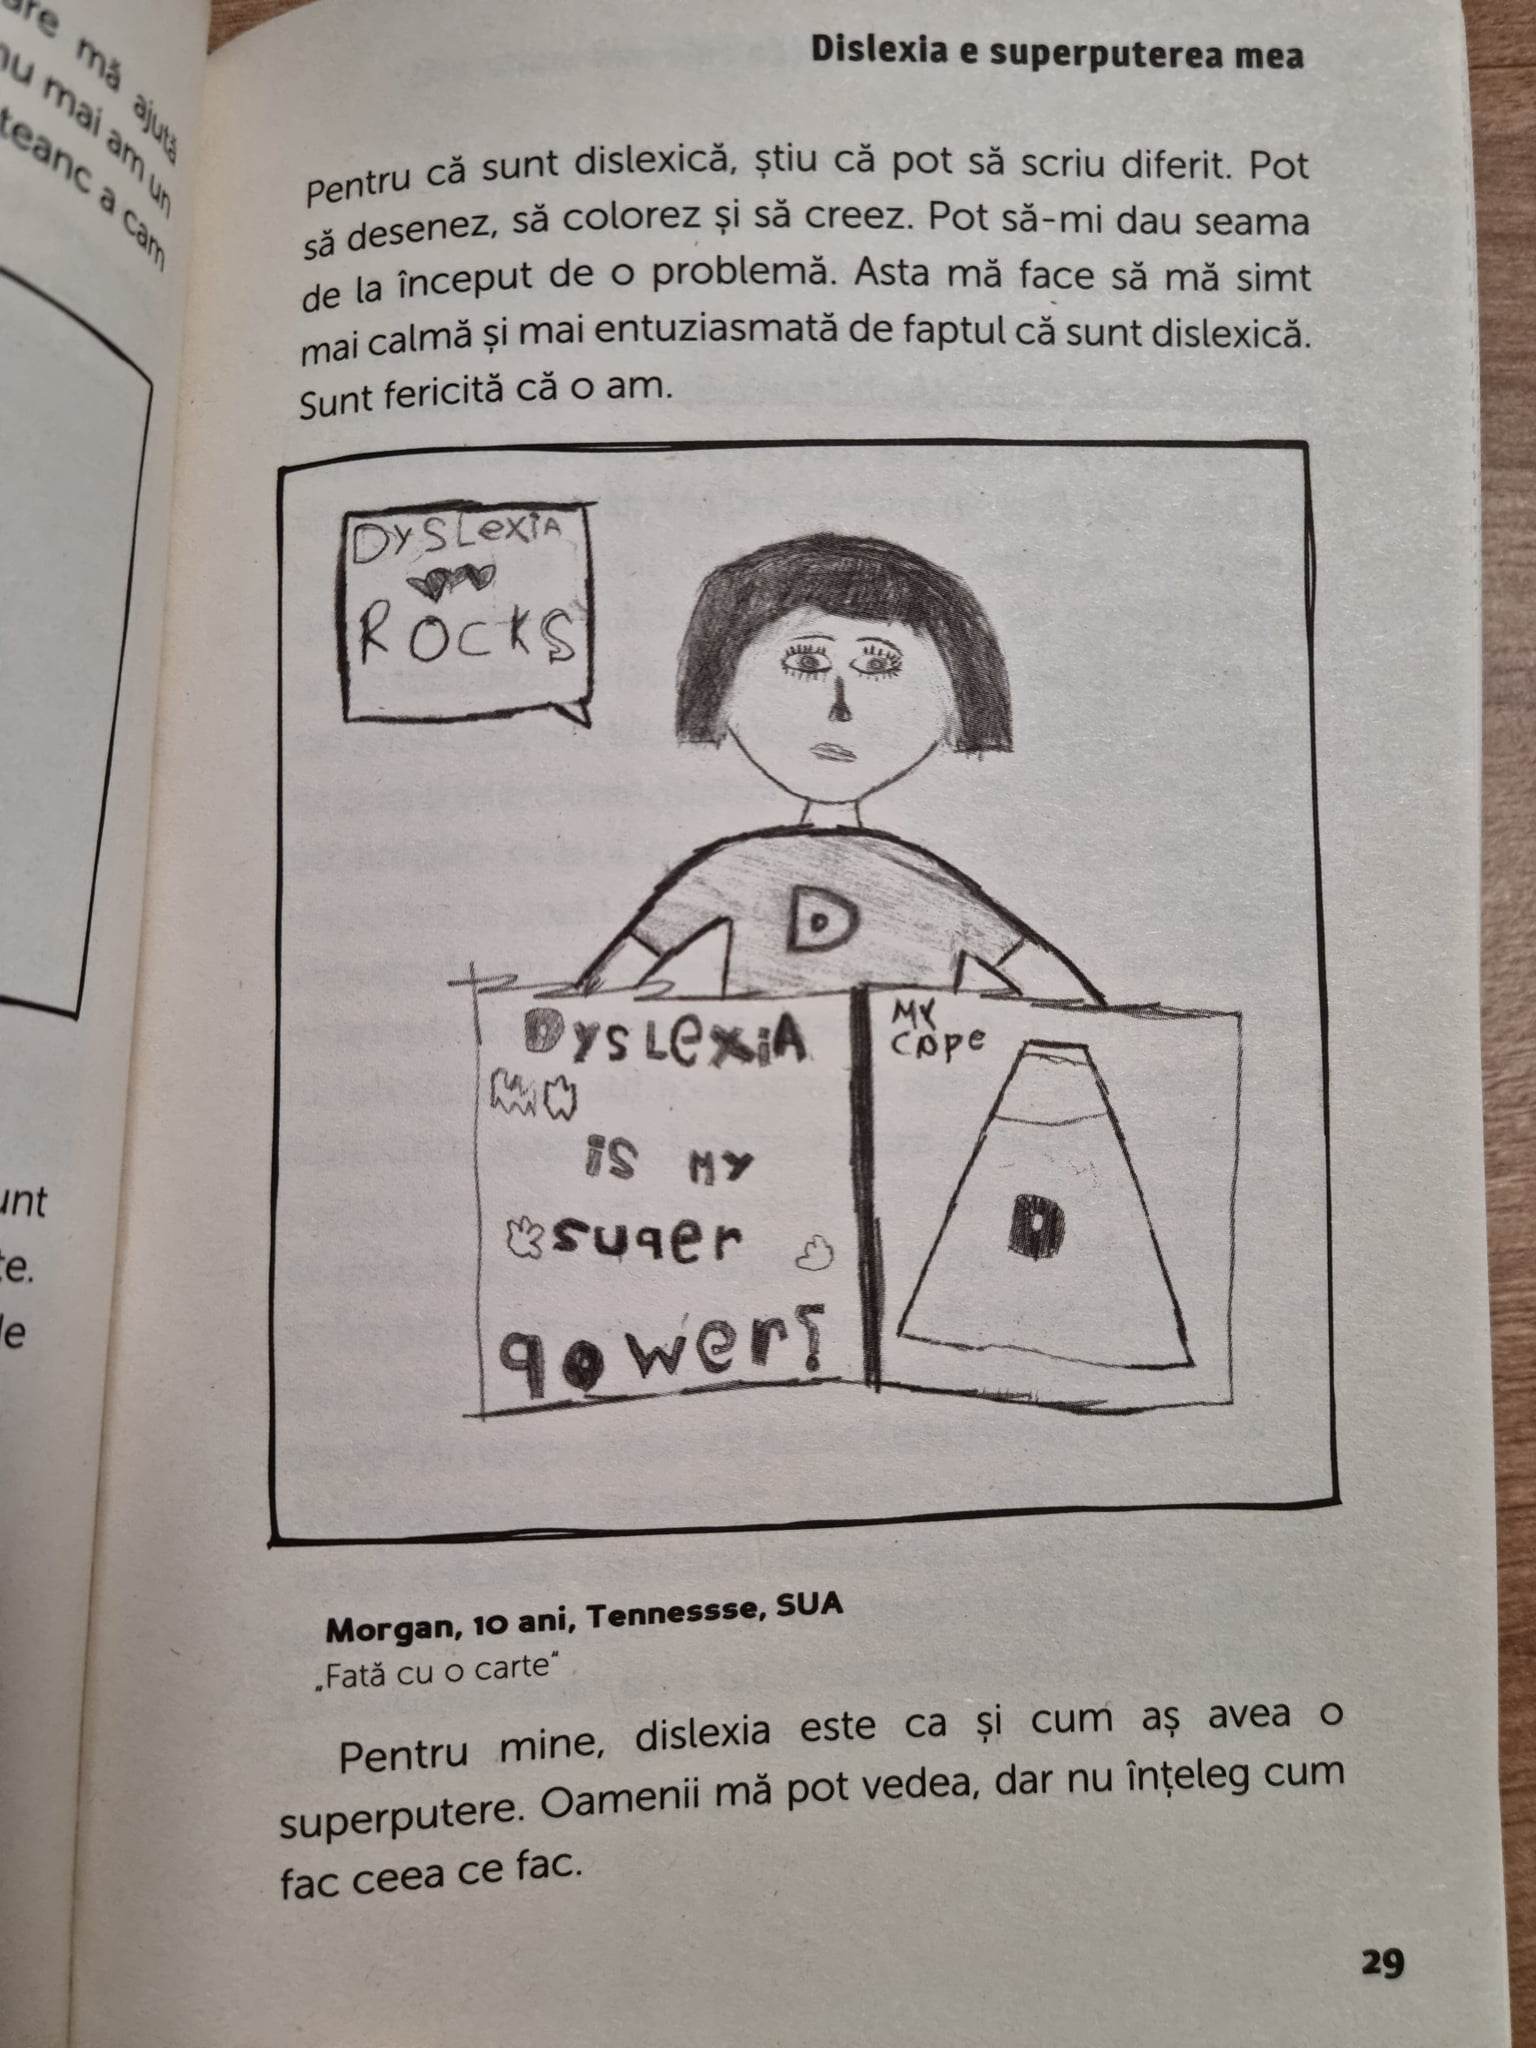 are mă ajută
nu mai am un
teanc a cam
unt
te.
le
Dislexia e superputerea mea
Pentru că sunt dislexică, știu că pot să scriu diferit. Pot
să desenez, să colorez și să creez. Pot să-mi dau seama
de la început de o problemă. Asta mă face să mă simt
mai calmă și mai entuziasmată de faptul că sunt dislexică.
Sunt fericită că o am.
DYSLexiA
ROCKS
D
DYSLexiA
is MY
suqer
qower!
MY
cape
D
Morgan, 10 ani, Tennessse, SUA
„Fată cu o carte“
Pentru mine, dislexia este ca și cum aș avea o
superputere. Oamenii mă pot vedea, dar nu înțeleg cum
fac ceea ce fac.
29